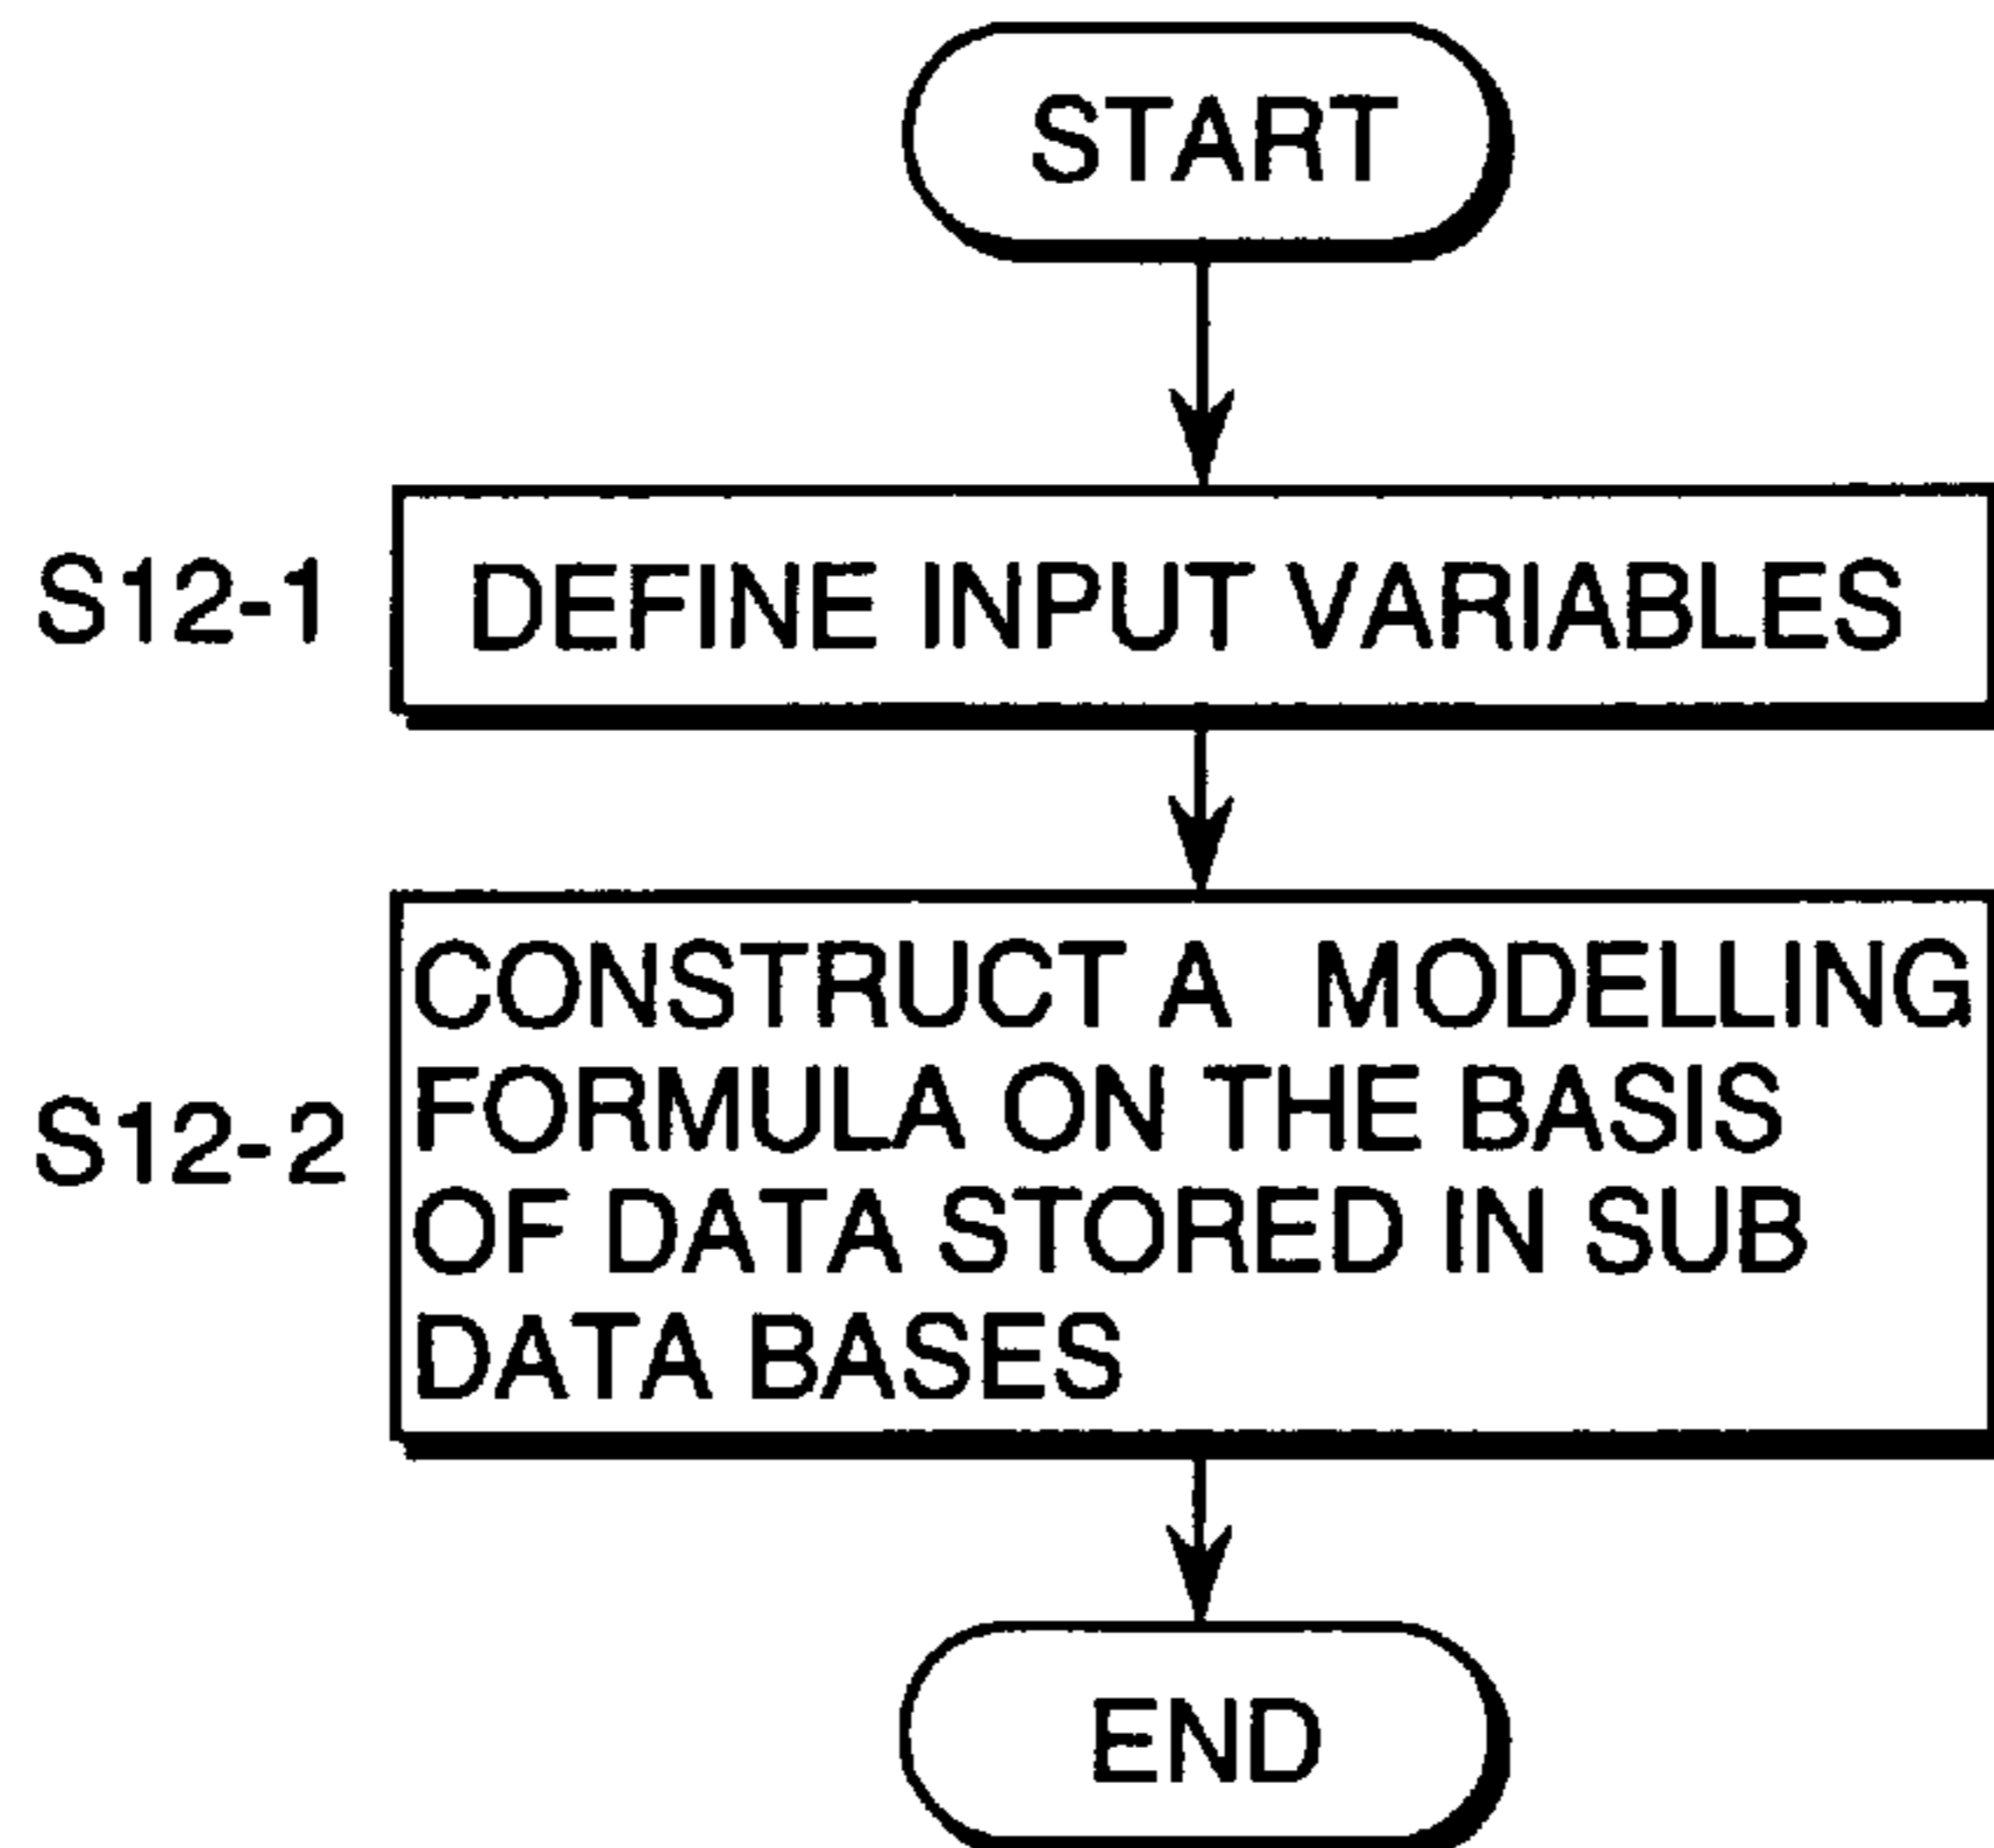 START
S12-1 DEFINE INPUT VARIABLES
CONSTRUCT A MODELLING
FORMULA ON THE BASIS
S12-2
OF DATA STORED IN SUB
DATA BASES
END